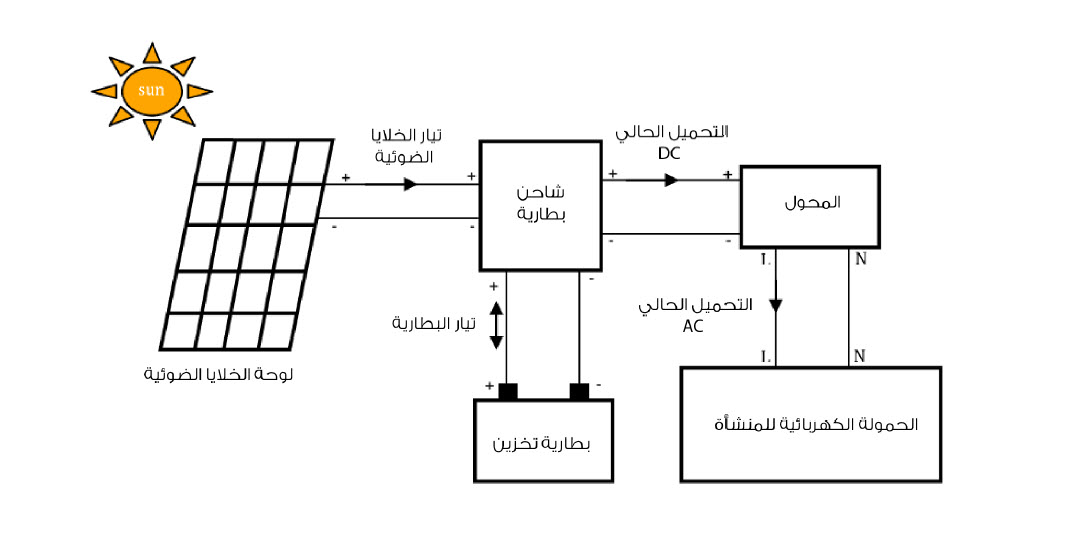 sun
تيار الخلايا
الضوئية
+
+
-
-
شاحن
بطارية
التحميل الحالي
DC
+
+
-
-
المحول
L
N
التحميل الحالي
AC
L
N
+
-
تيار البطارية
+
-
لوحة الخلايا الضوئية
بطارية تخزين
الحمولة الكهربائية للمنشأة